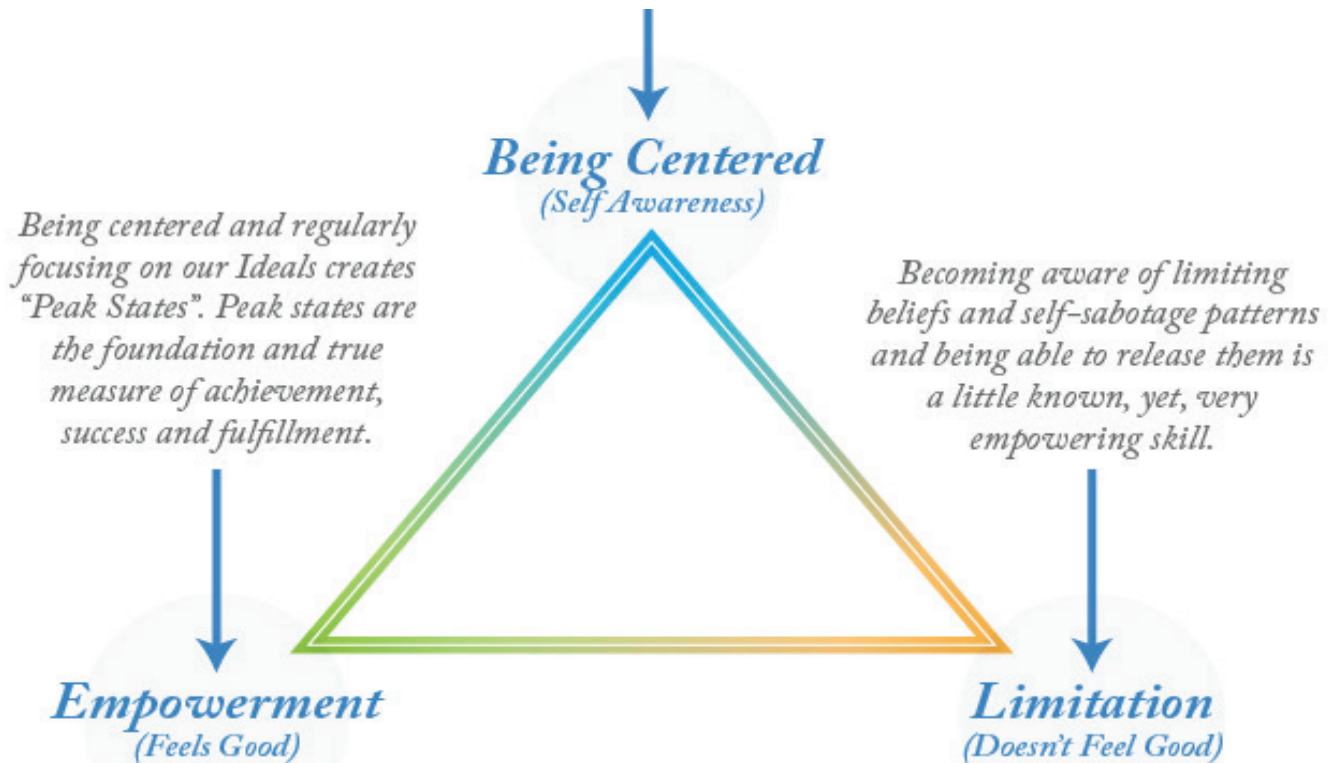 Being Centered
(Self Awareness)
Being centered and regularly
focusing on our Ideals creates
“Peak States”. Peak states are
the foundation and true
measure of achievement,
success and fulfillment.
Becoming aware of limiting
beliefs and self-sabotage patterns
and being able to release them is
a little known, yet, very
empowering skill.
Empowerment
(Feels Good)
Limitation
(Doesn't Feel Good)